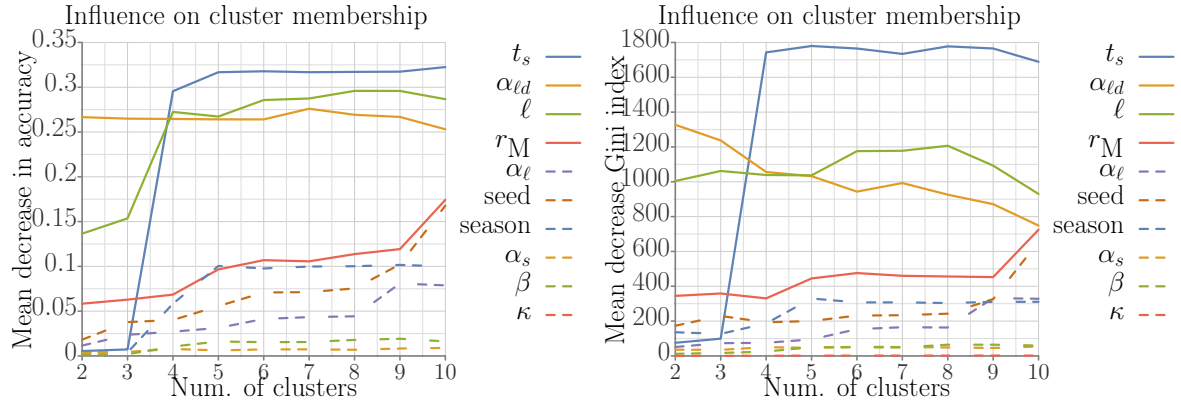 Influence on cluster membership
Mean decrease in accuracy
0.35
0.3
0.25
0.2
0.15
0.1
0.05
0
2 3 4 5 6 7 8 9 10
Num. of clusters
t_s
α_{ℓd}
ℓ
r_M
α_ℓ
seed
season
α_s
β
κ
Influence on cluster membership
Mean decrease Gini index
1800
1600
1400
1200
1000
800
600
400
200
0
2 3 4 5 6 7 8 9 10
Num. of clusters
t_s
α_{ℓd}
ℓ
r_M
α_ℓ
seed
season
α_s
β
κ